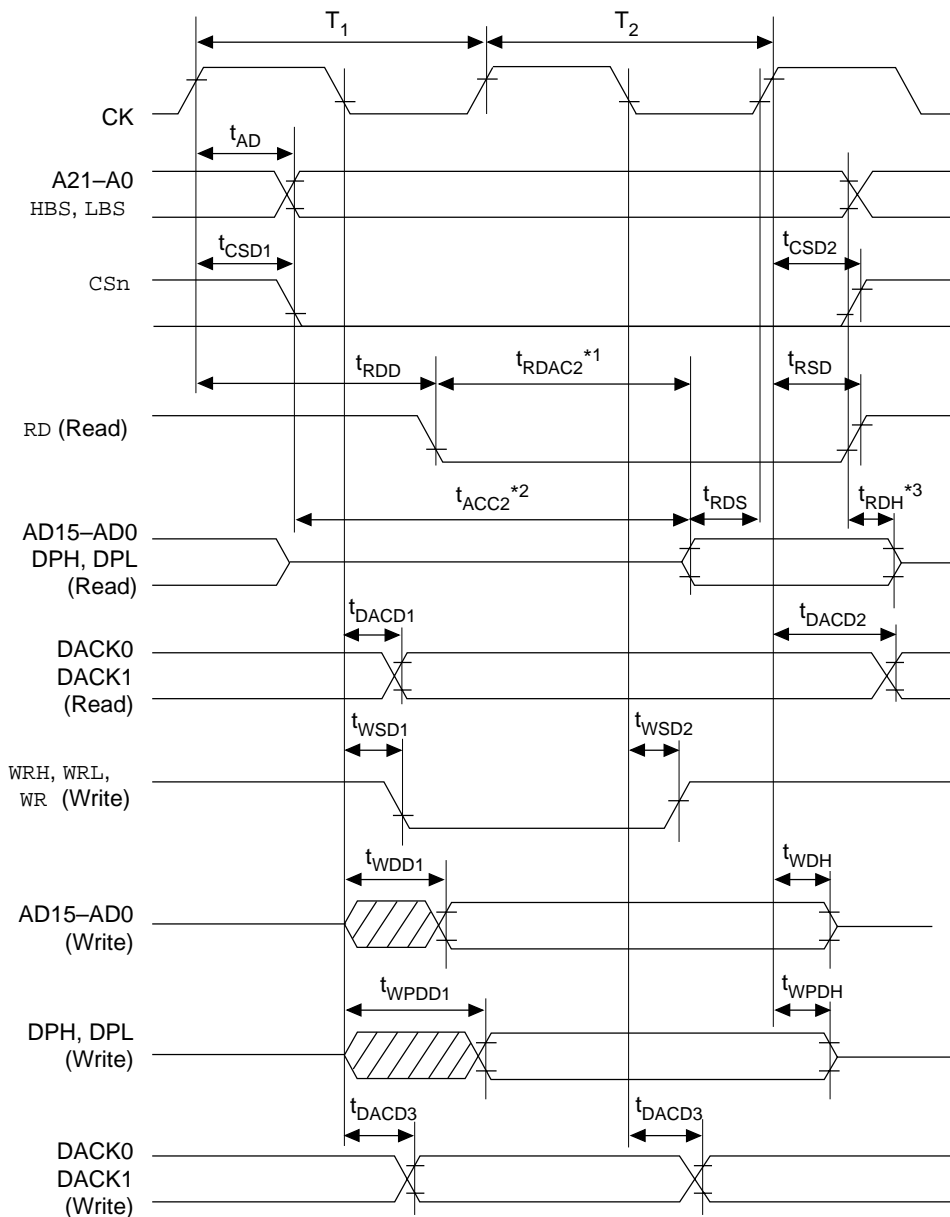 T1 T2
CK
tAD
A21–A0
HBS, LBS
tCSD1 tCSD2
CSn
tRDD tRDAC2*1 tRSD
RD (Read)
tACC2*2 tRDS tRDH*3
AD15–AD0
DPH, DPL
(Read)
tDACD1 tDACD2
DACK0
DACK1
(Read)
tWSD1 tWSD2
WRH, WRL,
WR (Write)
tWDD1 tWDH
AD15–AD0
(Write)
tWPDD1 tWPDH
DPH, DPL
(Write)
tDACD3 tDACD3
DACK0
DACK1
(Write)